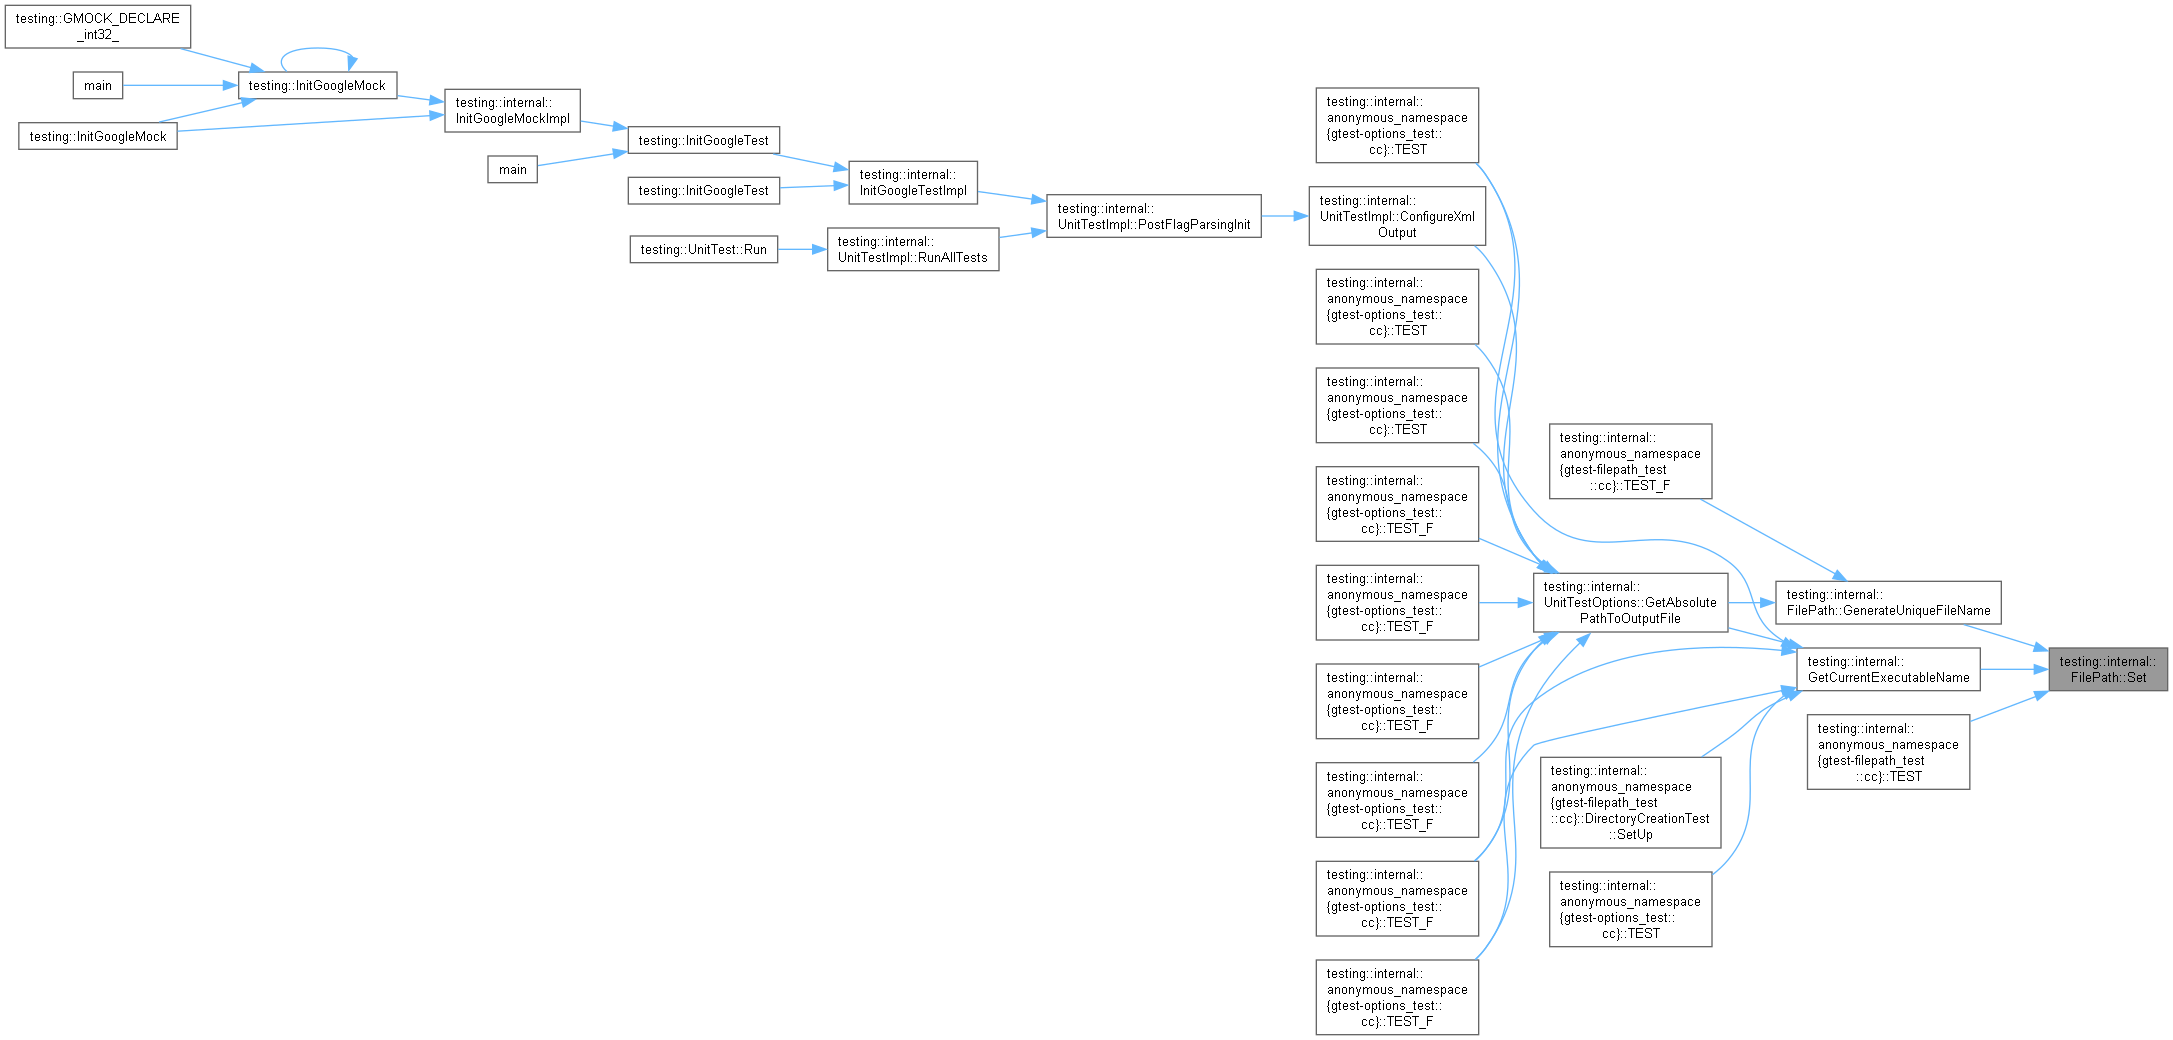 testing::GMOCK_DECLARE
_int32_
main
testing::InitGoogleMock
testing::InitGoogleMock
testing::internal::
InitGoogleMockImpl
testing::InitGoogleTest
main
testing::InitGoogleTest
testing::UnitTest::Run
testing::internal::
InitGoogleTestImpl
testing::internal::
UnitTestImpl::RunAllTests
testing::internal::
UnitTestImpl::PostFlagParsingInit
testing::internal::
anonymous_namespace
{gtest-options_test::
cc}::TEST
testing::internal::
UnitTestImpl::ConfigureXml
Output
testing::internal::
anonymous_namespace
{gtest-options_test::
cc}::TEST
testing::internal::
anonymous_namespace
{gtest-options_test::
cc}::TEST
testing::internal::
anonymous_namespace
{gtest-options_test::
cc}::TEST_F
testing::internal::
anonymous_namespace
{gtest-options_test::
cc}::TEST_F
testing::internal::
anonymous_namespace
{gtest-options_test::
cc}::TEST_F
testing::internal::
anonymous_namespace
{gtest-options_test::
cc}::TEST_F
testing::internal::
anonymous_namespace
{gtest-options_test::
cc}::TEST_F
testing::internal::
anonymous_namespace
{gtest-options_test::
cc}::TEST_F
testing::internal::
anonymous_namespace
{gtest-filepath_test
::cc}::TEST_F
testing::internal::
UnitTestOptions::GetAbsolute
PathToOutputFile
testing::internal::
anonymous_namespace
{gtest-filepath_test
::cc}::DirectoryCreationTest
::SetUp
testing::internal::
anonymous_namespace
{gtest-options_test::
cc}::TEST
testing::internal::
FilePath::GenerateUniqueFileName
testing::internal::
GetCurrentExecutableName
testing::internal::
anonymous_namespace
{gtest-filepath_test
::cc}::TEST
testing::internal::
FilePath::Set